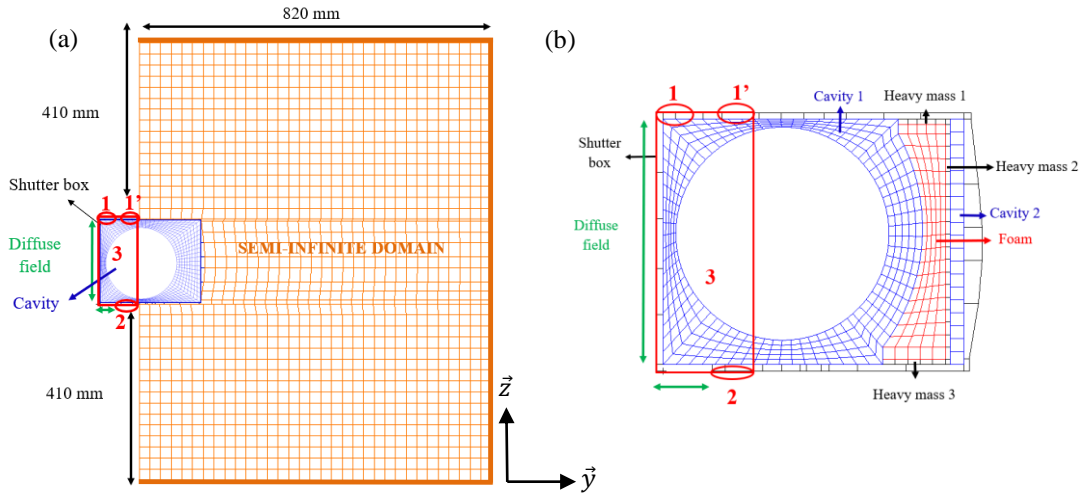 (a)
820 mm
410 mm
Shutter box
1
1'
Diffuse
field
3
SEMI-INFINITE DOMAIN
Cavity
2
410 mm
z
y
(b)
1
1'
Cavity 1
Heavy mass 1
Shutter
box
Heavy mass 2
Diffuse
field
Cavity 2
Foam
3
Heavy mass 3
2